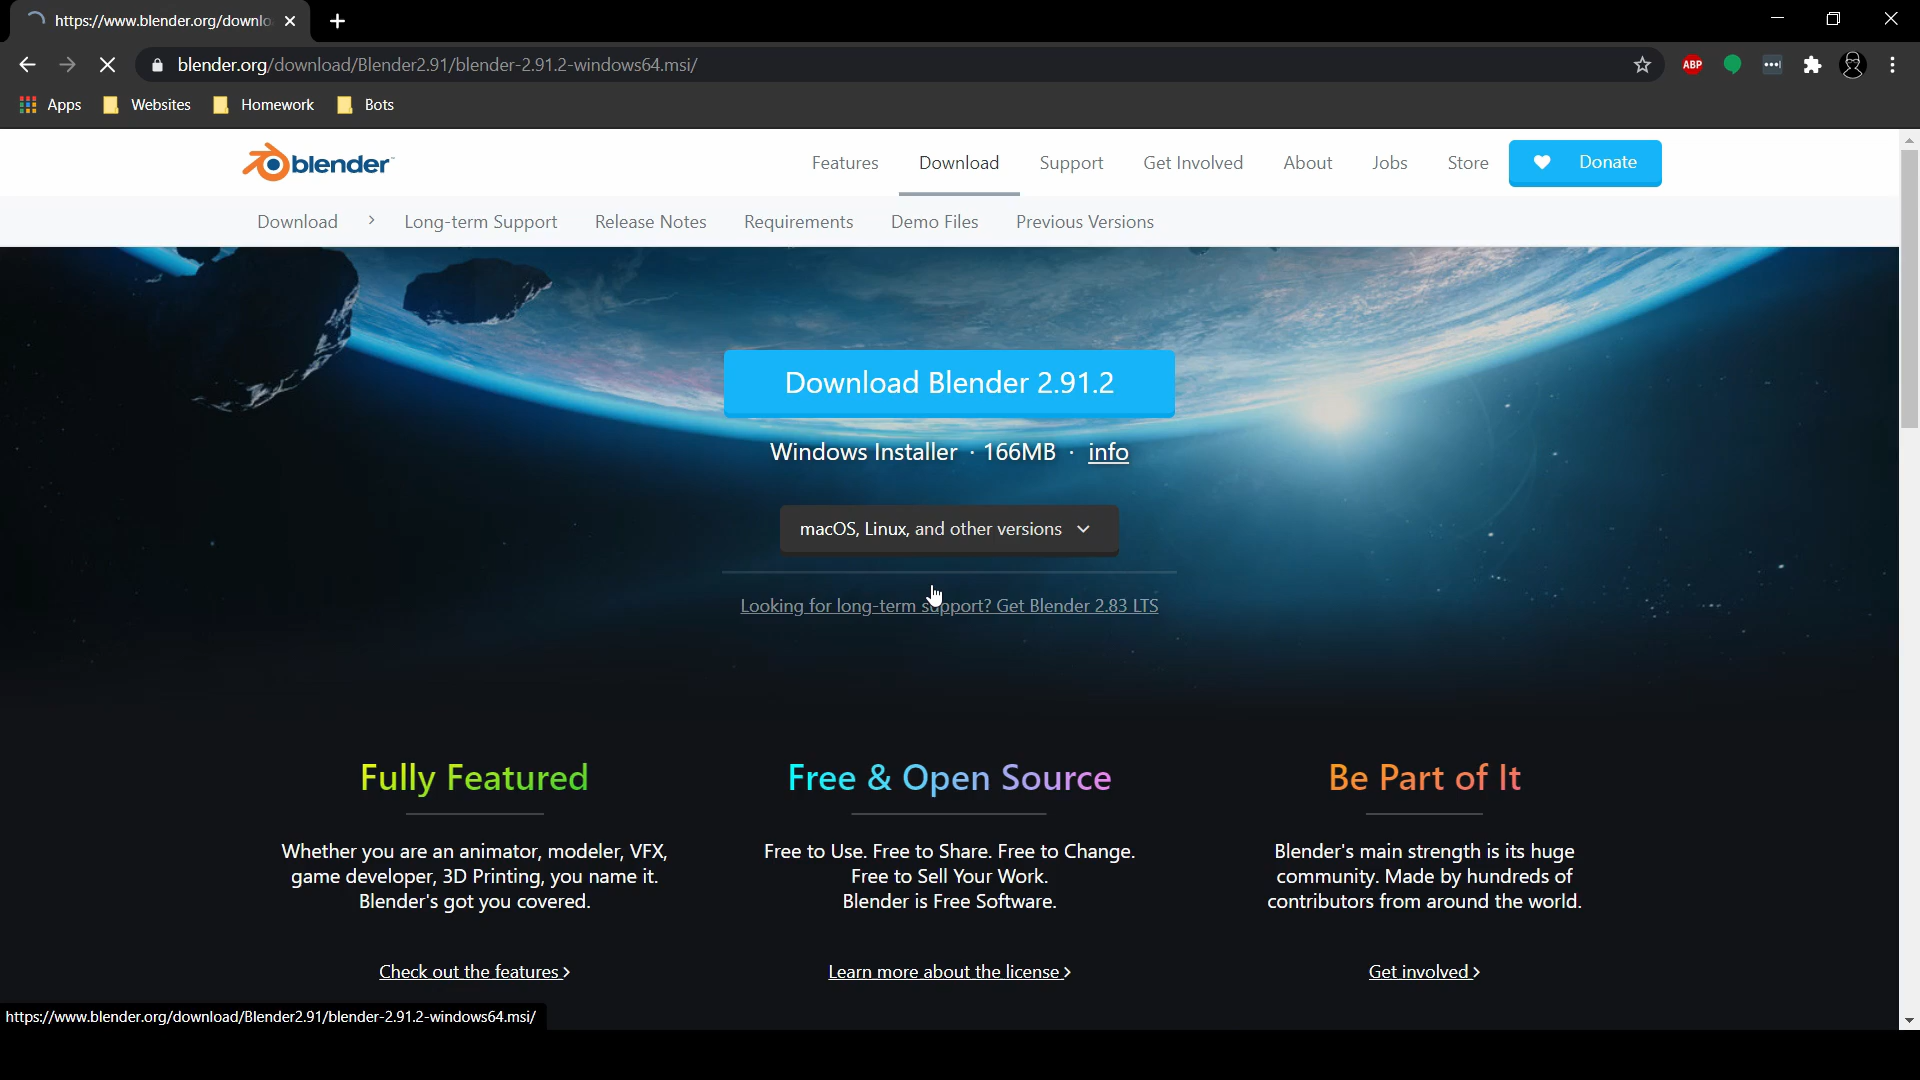 https://www.blender.org/downlo
blender.org/download/Blender2.91/blender-2.91.2-windows64.msi/
ABP
Apps
Websites
Homework
Bots
blender
Features
Download
Support
Get Involved
About
Jobs
Store
Donate
Download
Long-term Support
Release Notes
Requirements
Demo Files
Previous Versions
Download Blender 2.91.2
Windows Installer · 166MB · info
macOS, Linux, and other versions
Looking for long-term support? Get Blender 2.83 LTS
Fully Featured
Whether you are an animator, modeler, VFX,
game developer, 3D Printing, you name it.
Blender's got you covered.
Check out the features
Free & Open Source
Free to Use. Free to Share. Free to Change.
Free to Sell Your Work.
Blender is Free Software.
Learn more about the license
Be Part of It
Blender's main strength is its huge
community. Made by hundreds of
contributors from around the world.
Get involved
https://www.blender.org/download/Blender2.91/blender-2.91.2-windows64.msi/